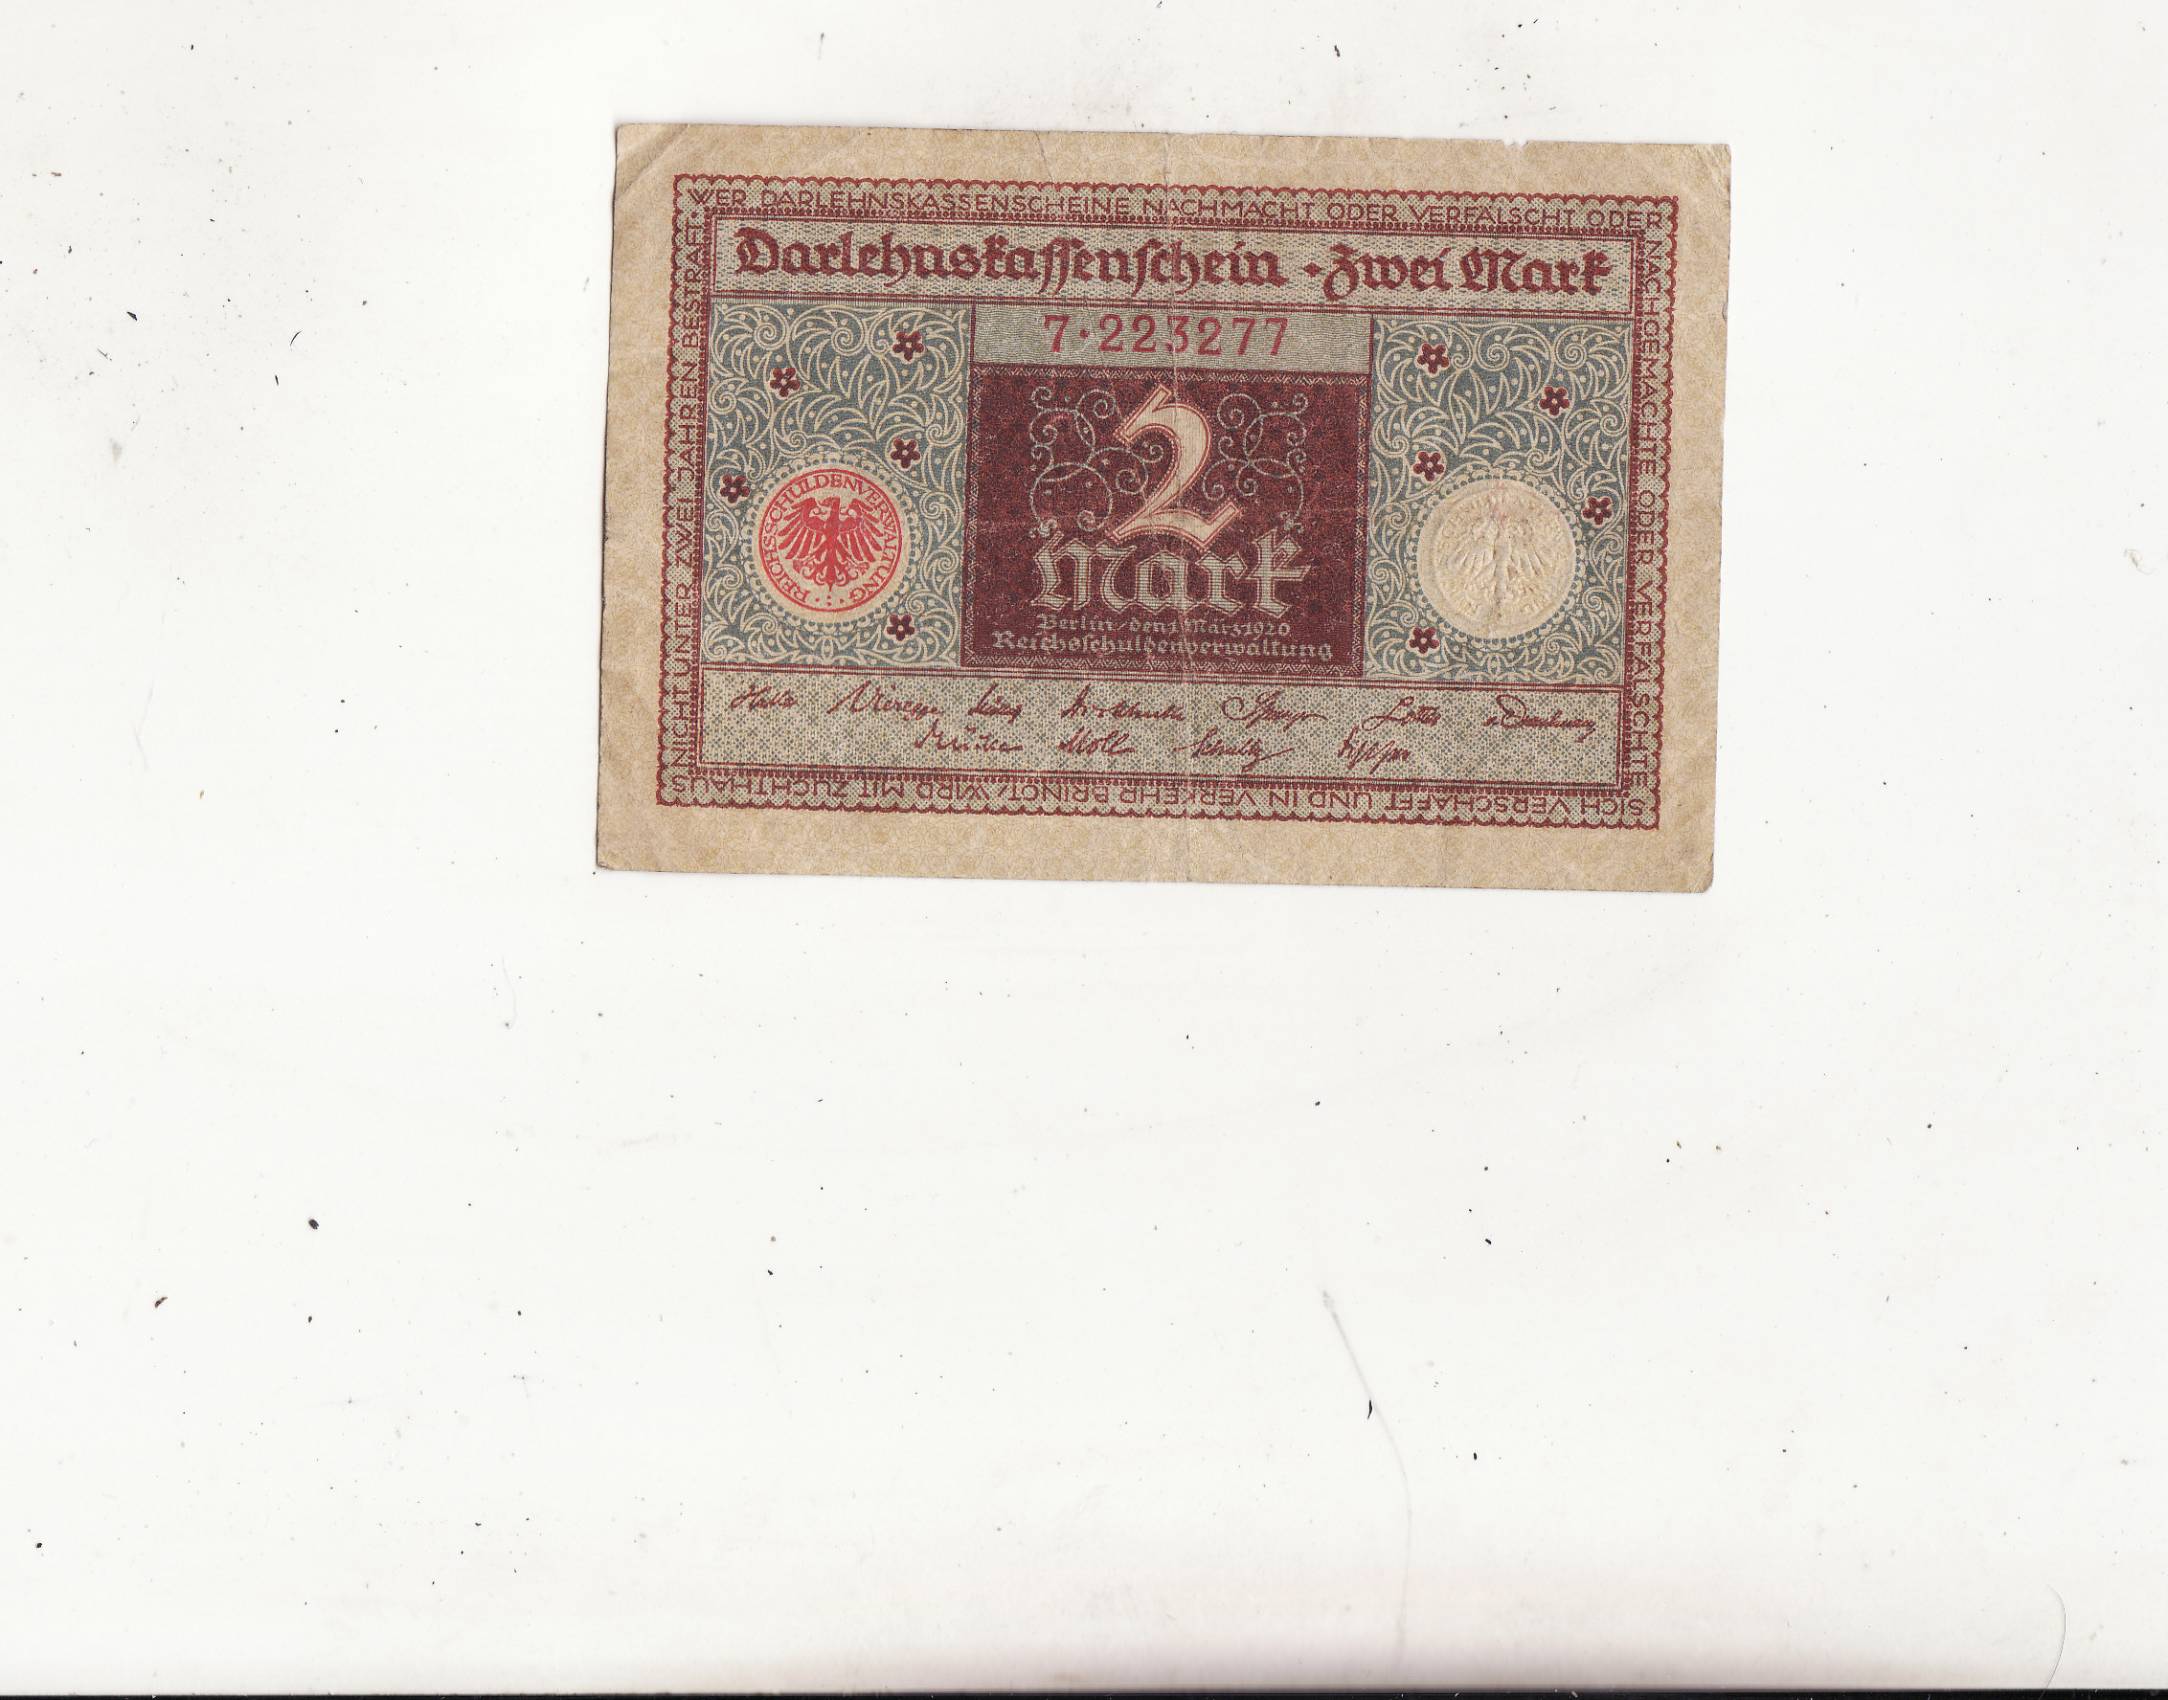 WER DARLEHNSKASSENSCHEINE NACHMACHT ODER VERFÄLSCHT ODER
NACHGEMACHTE ODER VERFÄLSCHTE
SICH VERSCHAFFT UND IN VERKEHR BRINGT, WIRD MIT ZUCHTHAUS
NICHT UNTER ZWEI JAHREN BESTRAFT.
Darlehnskassenschein · Zwei Mark
7·223277
2
Mark
Berlin, den 1. März 1920
Reichsschuldenverwaltung
REICHSSCHULDENVERWALTUNG